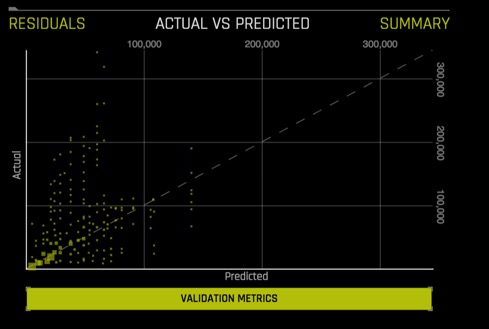 RESIDUALS ACTUAL VS PREDICTED SUMMARY
100,000 200,000 300,000
300,000
200,000
100,000
Actual
Predicted
VALIDATION METRICS